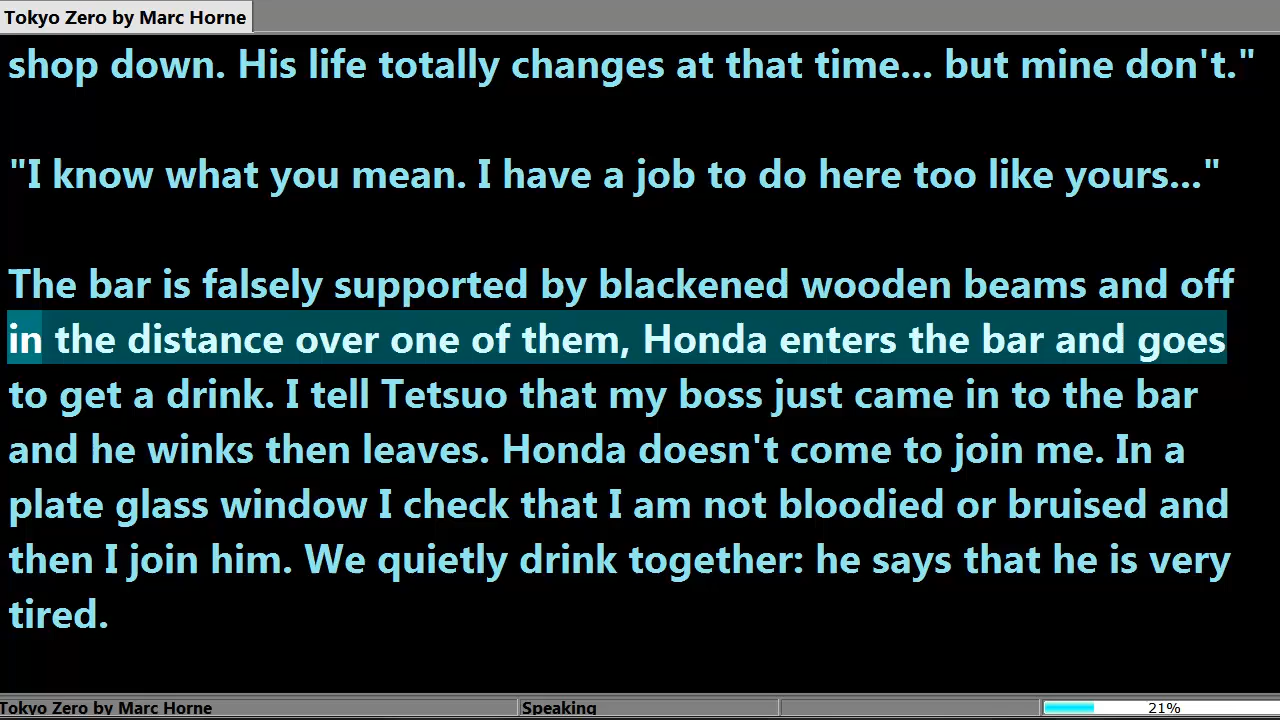 Tokyo Zero by Marc Horne
shop down. His life totally changes at that time... but mine don't."
"I know what you mean. I have a job to do here too like yours..."
The bar is falsely supported by blackened wooden beams and off
in the distance over one of them, Honda enters the bar and goes
to get a drink. I tell Tetsuo that my boss just came in to the bar
and he winks then leaves. Honda doesn't come to join me. In a
plate glass window I check that I am not bloodied or bruised and
then I join him. We quietly drink together: he says that he is very
tired.
Tokyo Zero by Marc Horne
Speaking
21%